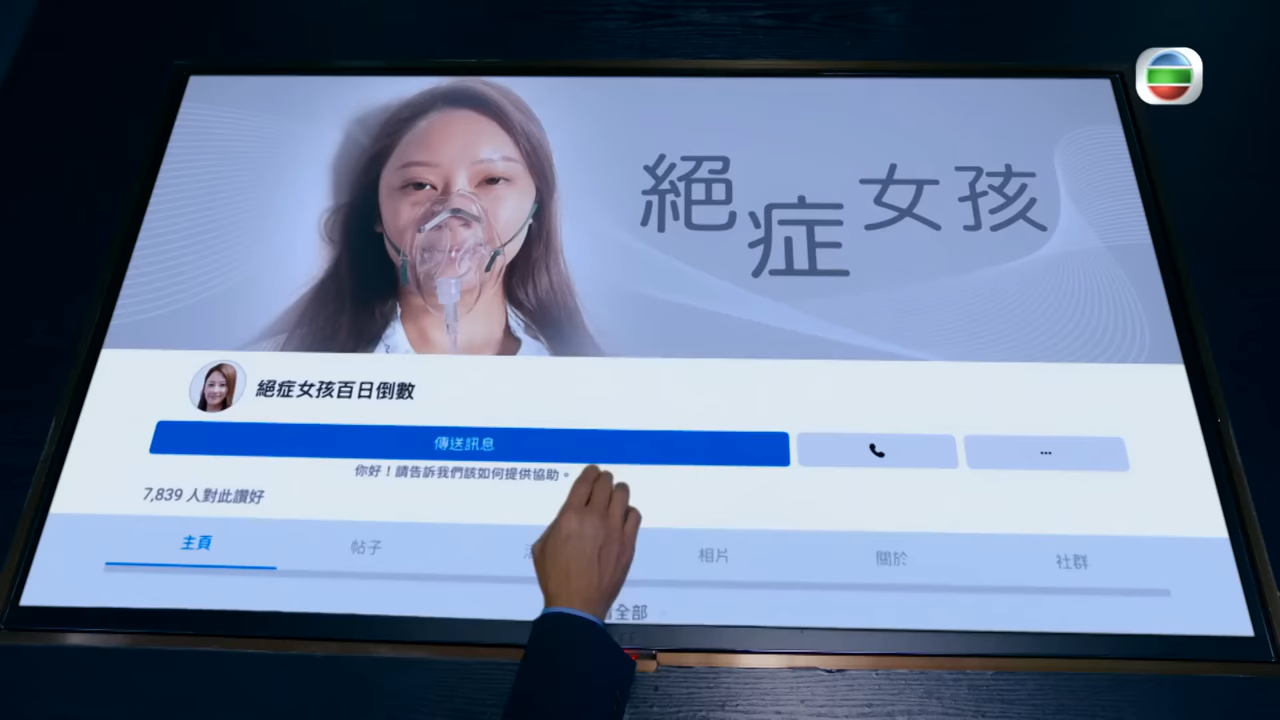 絕症女孩
絕症女孩百日倒數
傳送訊息
你好！請告訴我們該如何提供協助。
7,839 人對此讚好
主頁 帖子 相片 關於 社群
全部